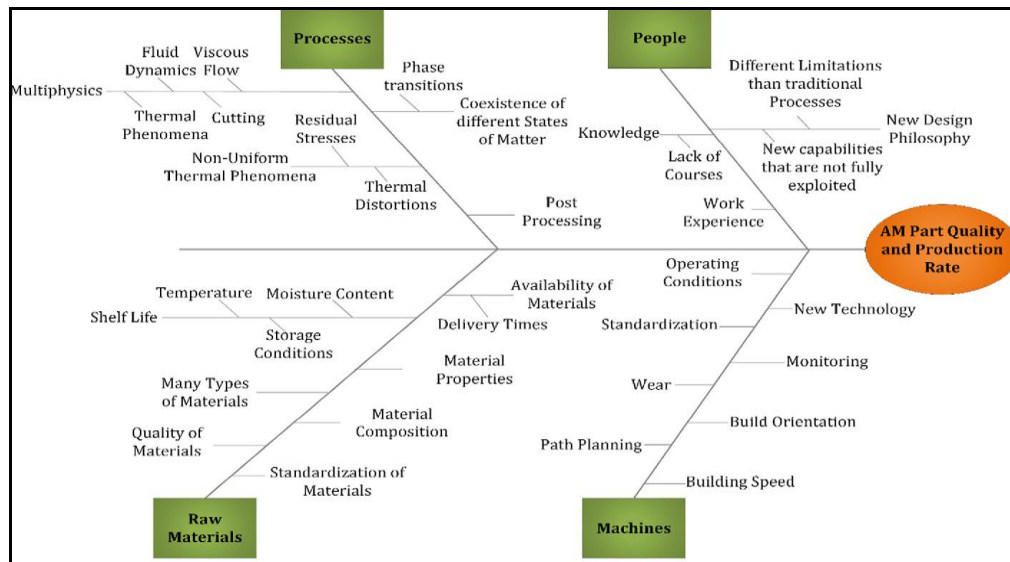 Processes
People
Fluid
Dynamics
Viscous
Flow
Multiphysics
Thermal
Phenomena
Cutting
Phase
transitions
Coexistence of
different States
of Matter
Residual
Stresses
Non-Uniform
Thermal Phenomena
Thermal
Distortions
Post
Processing
Different Limitations
than traditional
Processes
Knowledge
Lack of
Courses
New Design
Philosophy
New capabilities
that are not fully
exploited
Work
Experience
AM Part Quality
and Production
Rate
Temperature
Moisture Content
Shelf Life
Storage
Conditions
Availability of
Materials
Delivery Times
Many Types
of Materials
Material
Properties
Quality of
Materials
Material
Composition
Standardization of
Materials
Raw
Materials
Operating
Conditions
New Technology
Standardization
Monitoring
Wear
Build Orientation
Path Planning
Building Speed
Machines